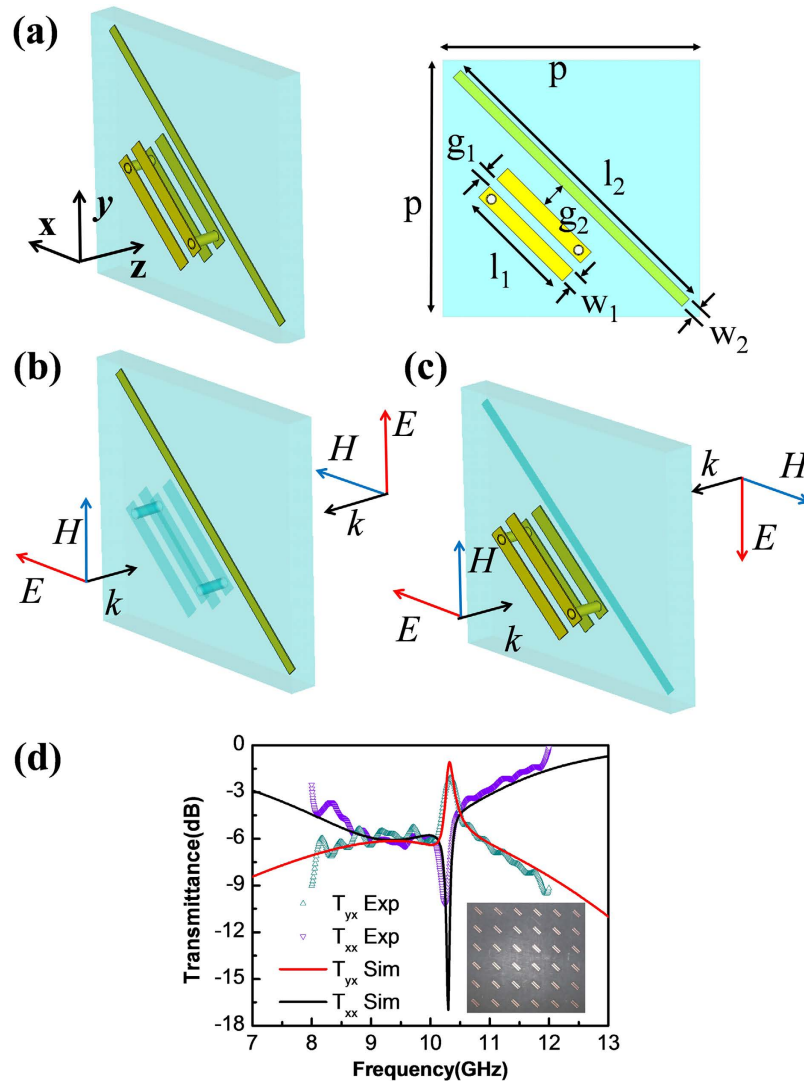 (a)
x
y
z
p
p
g1
l2
g2
l1
w1
w2
(b)
H
E
k
E
H
k
(c)
H
E
k
k
H
E
(d)
Transmittance(dB)
0
-3
-6
-9
-12
-15
-18
Tyx Exp
Txx Exp
Tyx Sim
Txx Sim
7 8 9 10 11 12 13
Frequency(GHz)